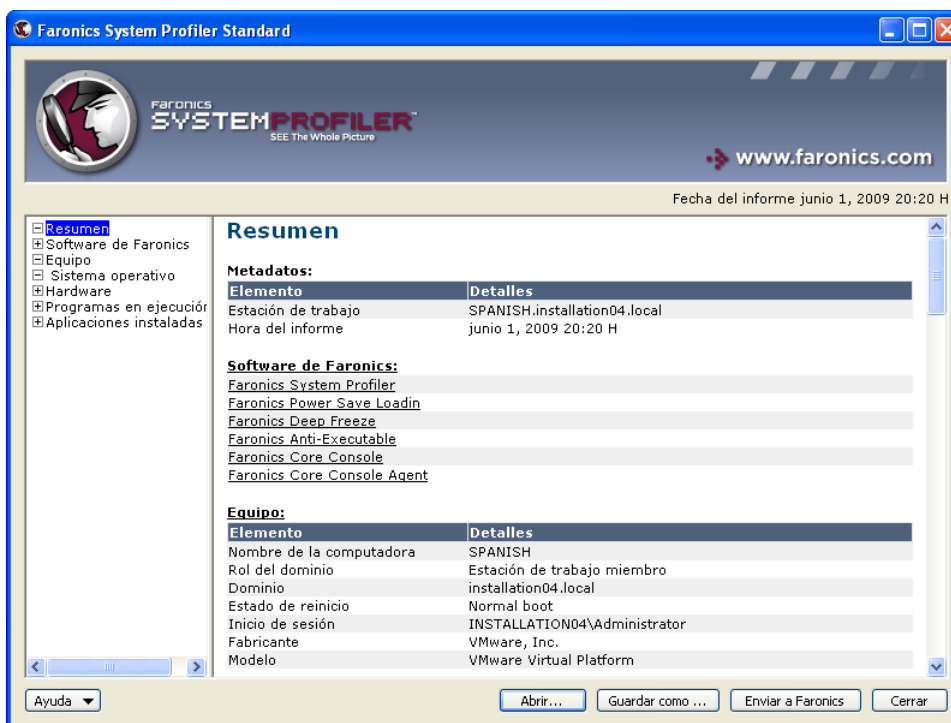 Faronics System Profiler Standard
Faronics
SYSTEMPROFILER™
SEE The Whole Picture
www.faronics.com
Fecha del informe junio 1, 2009 20:20 H
Resumen
Software de Faronics
Equipo
Sistema operativo
Hardware
Programas en ejecución
Aplicaciones instaladas
Resumen
Metadatos:
Elemento Detalles
Estación de trabajo SPANISH.installation04.local
Hora del informe junio 1, 2009 20:20 H
Software de Faronics:
Faronics System Profiler
Faronics Power Save Loadin
Faronics Deep Freeze
Faronics Anti-Executable
Faronics Core Console
Faronics Core Console Agent
Equipo:
Elemento Detalles
Nombre de la computadora SPANISH
Rol del dominio Estación de trabajo miembro
Dominio installation04.local
Estado de reinicio Normal boot
Inicio de sesión INSTALLATION04\Administrator
Fabricante VMware, Inc.
Modelo VMware Virtual Platform
Ayuda Abrir... Guardar como ... Enviar a Faronics Cerrar